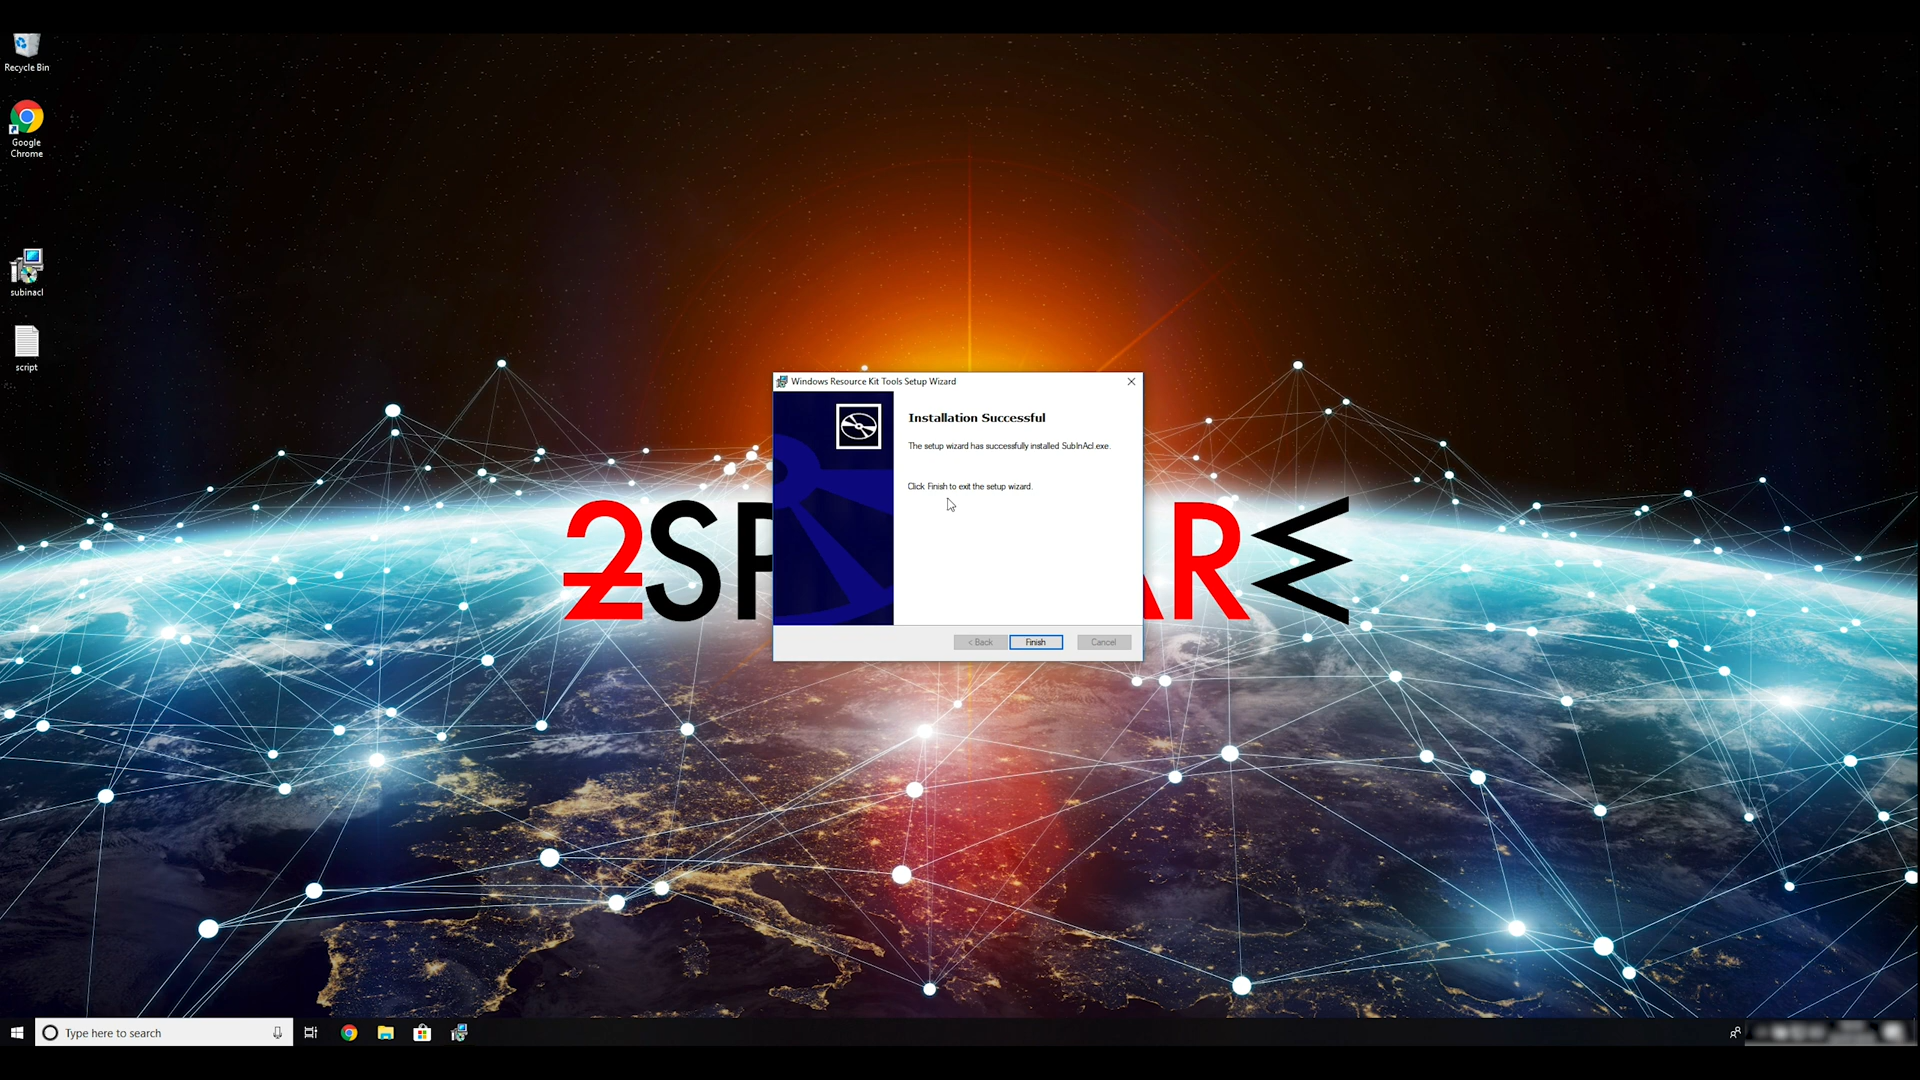 Recycle Bin
Google
Chrome
subinacl
script
Windows Resource Kit Tools Setup Wizard
Installation Successful
The setup wizard has successfully installed SubInAcl.exe.
Click Finish to exit the setup wizard.
< Back
Finish
Cancel
2SP
Type here to search